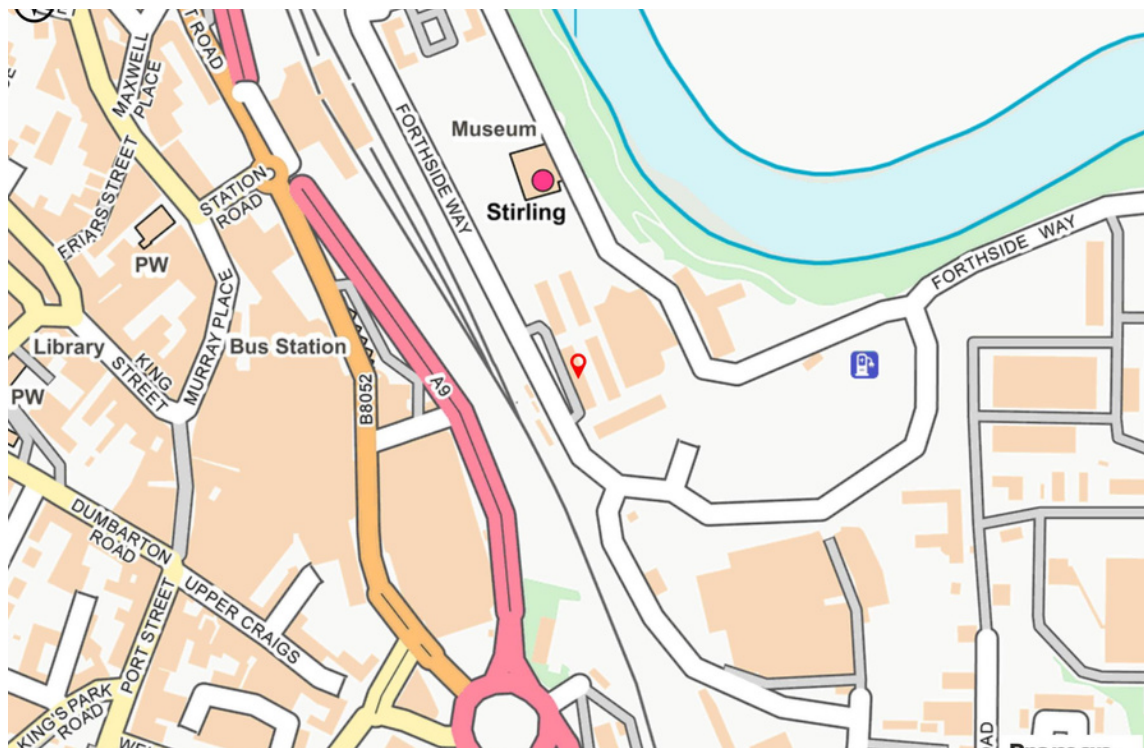 T ROAD
MAXWELL
PLACE
FORTHSIDE WAY
Museum
Stirling
STATION
ROAD
FRIARS STREET
PW
MURRAY PLACE
FORTHSIDE WAY
Library
KING
STREET
Bus Station
A9
B8052
PW
DUMBARTON
ROAD
UPPER CRAIGS
PORT STREET
KING'S PARK
ROAD
AD